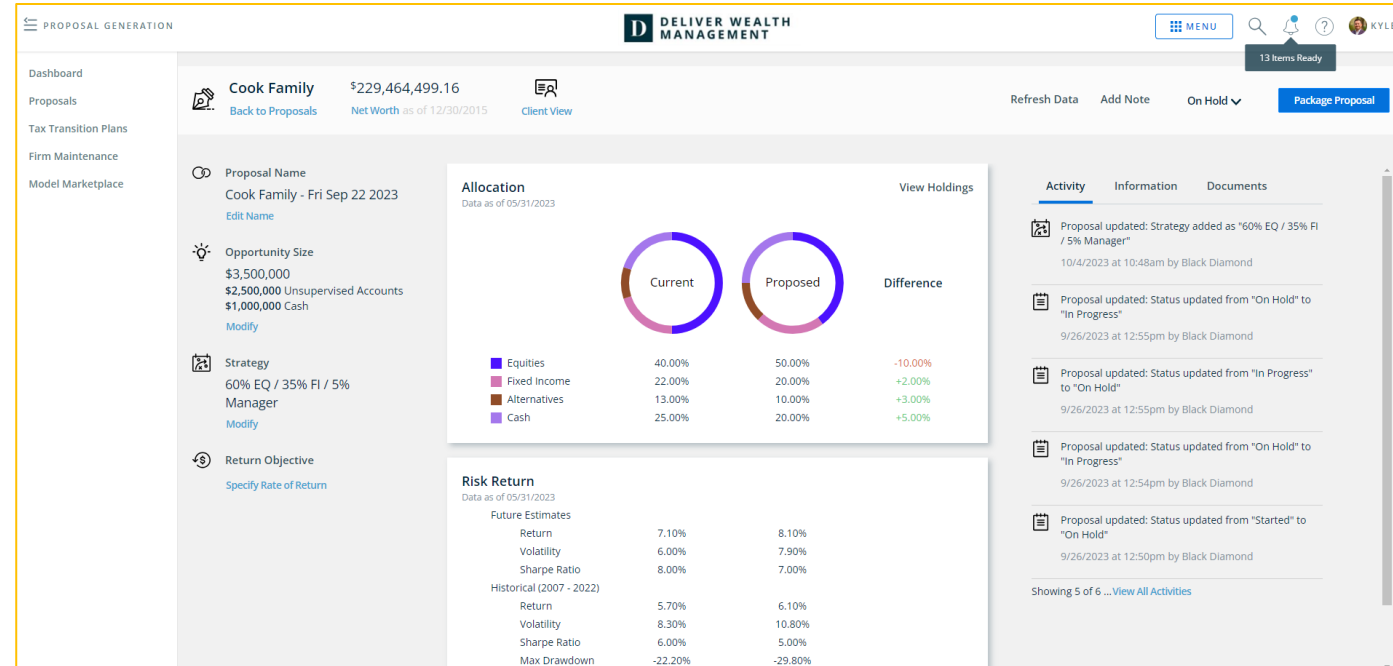 PROPOSAL GENERATION
D DELIVER WEALTH
MANAGEMENT
MENU
?
KYLE
13 Items Ready
Dashboard
Proposals
Tax Transition Plans
Firm Maintenance
Model Marketplace
Cook Family
Back to Proposals
$229,464,499.16
Net Worth as of 12/30/2015
Client View
Refresh Data
Add Note
On Hold
Package Proposal
Proposal Name
Cook Family - Fri Sep 22 2023
Edit Name
Opportunity Size
$3,500,000
$2,500,000 Unsupervised Accounts
$1,000,000 Cash
Modify
Strategy
60% EQ / 35% FI / 5%
Manager
Modify
Return Objective
Specify Rate of Return
Allocation
View Holdings
Data as of 05/31/2023
Current
Proposed
Difference
Equities 40.00% 50.00% -10.00%
Fixed Income 22.00% 20.00% +2.00%
Alternatives 13.00% 10.00% +3.00%
Cash 25.00% 20.00% +5.00%
Risk Return
Data as of 05/31/2023
Future Estimates
Return 7.10% 8.10%
Volatility 6.00% 7.90%
Sharpe Ratio 8.00% 7.00%
Historical (2007 - 2022)
Return 5.70% 6.10%
Volatility 8.30% 10.80%
Sharpe Ratio 6.00% 5.00%
Max Drawdown -22.20% -29.80%
Activity
Information
Documents
Proposal updated: Strategy added as "60% EQ / 35% FI
/ 5% Manager"
10/4/2023 at 10:48am by Black Diamond
Proposal updated: Status updated from "On Hold" to
"In Progress"
9/26/2023 at 12:55pm by Black Diamond
Proposal updated: Status updated from "In Progress"
to "On Hold"
9/26/2023 at 12:55pm by Black Diamond
Proposal updated: Status updated from "On Hold" to
"In Progress"
9/26/2023 at 12:54pm by Black Diamond
Proposal updated: Status updated from "Started" to
"On Hold"
9/26/2023 at 12:50pm by Black Diamond
Showing 5 of 6 ... View All Activities